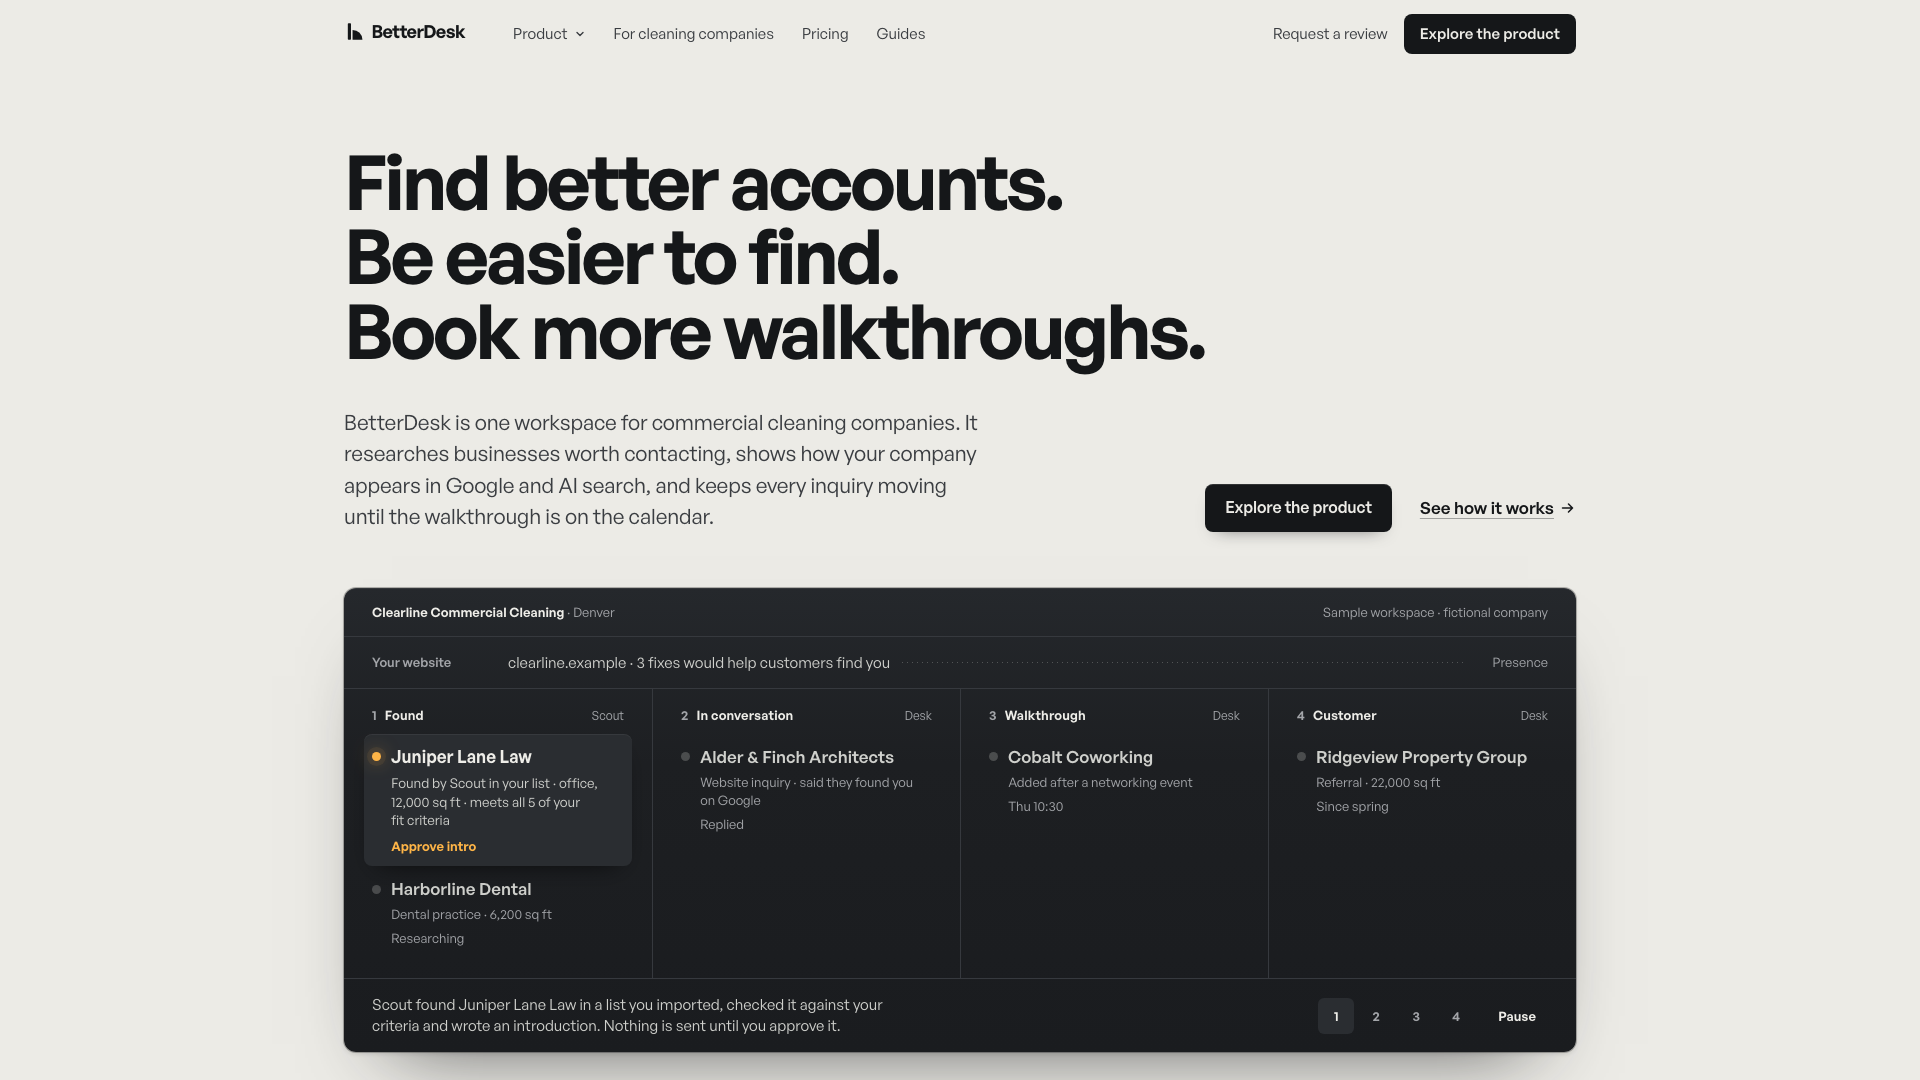 BetterDesk
Product
For cleaning companies
Pricing
Guides
Request a review
Explore the product
Find better accounts.
Be easier to find.
Book more walkthroughs.
BetterDesk is one workspace for commercial cleaning companies. It
researches businesses worth contacting, shows how your company
appears in Google and AI search, and keeps every inquiry moving
until the walkthrough is on the calendar.
Explore the product
See how it works →
Clearline Commercial Cleaning · Denver
Sample workspace · fictional company
Your website
clearline.example · 3 fixes would help customers find you
Presence
1 Found
Scout
Juniper Lane Law
Found by Scout in your list · office,
12,000 sq ft · meets all 5 of your
fit criteria
Approve intro
Harborline Dental
Dental practice · 6,200 sq ft
Researching
2 In conversation
Desk
Alder & Finch Architects
Website inquiry · said they found you
on Google
Replied
3 Walkthrough
Desk
Cobalt Coworking
Added after a networking event
Thu 10:30
4 Customer
Desk
Ridgeview Property Group
Referral · 22,000 sq ft
Since spring
Scout found Juniper Lane Law in a list you imported, checked it against your
criteria and wrote an introduction. Nothing is sent until you approve it.
1 2 3 4 Pause